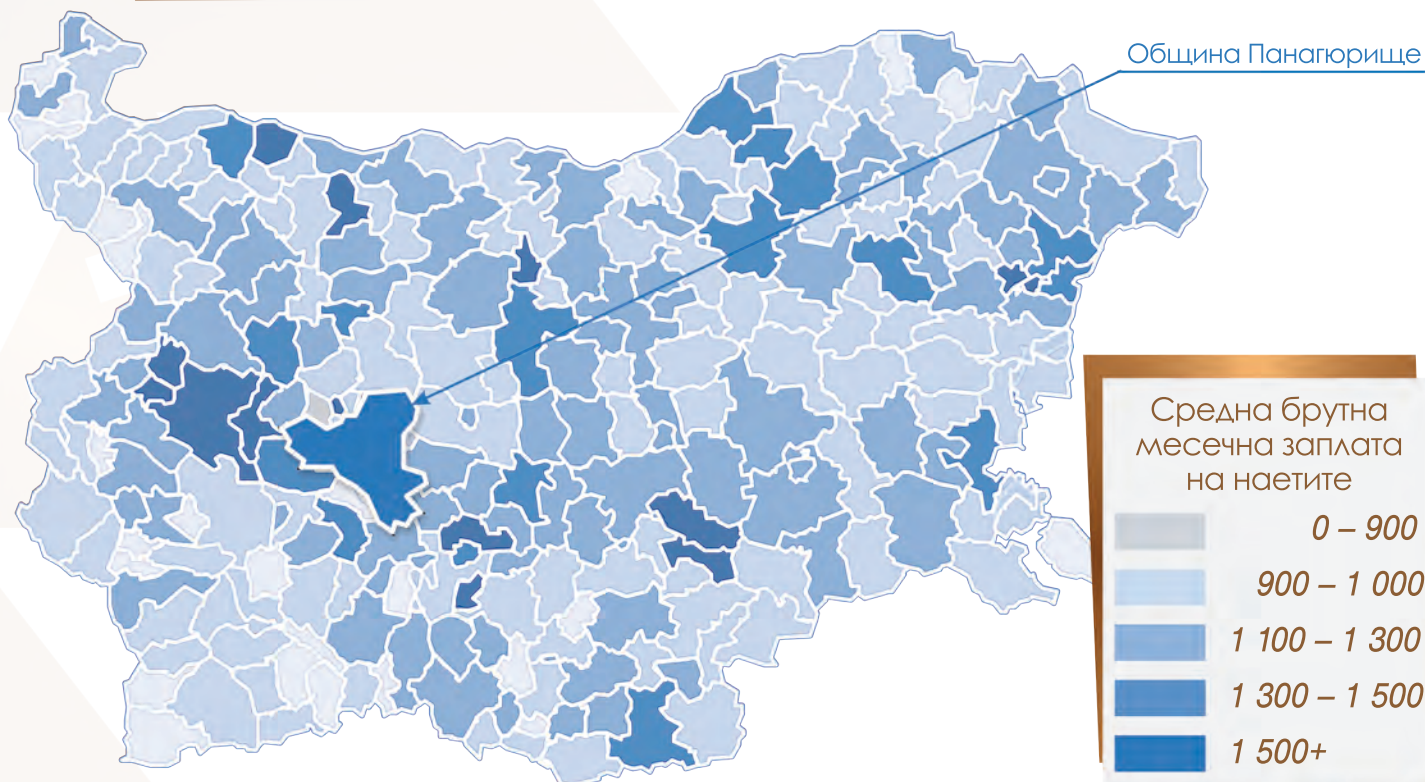 Община Панагюрище
Средна брутна
месечна заплата
на наетите
0 – 900
900 – 1 000
1 100 – 1 300
1 300 – 1 500
1 500+